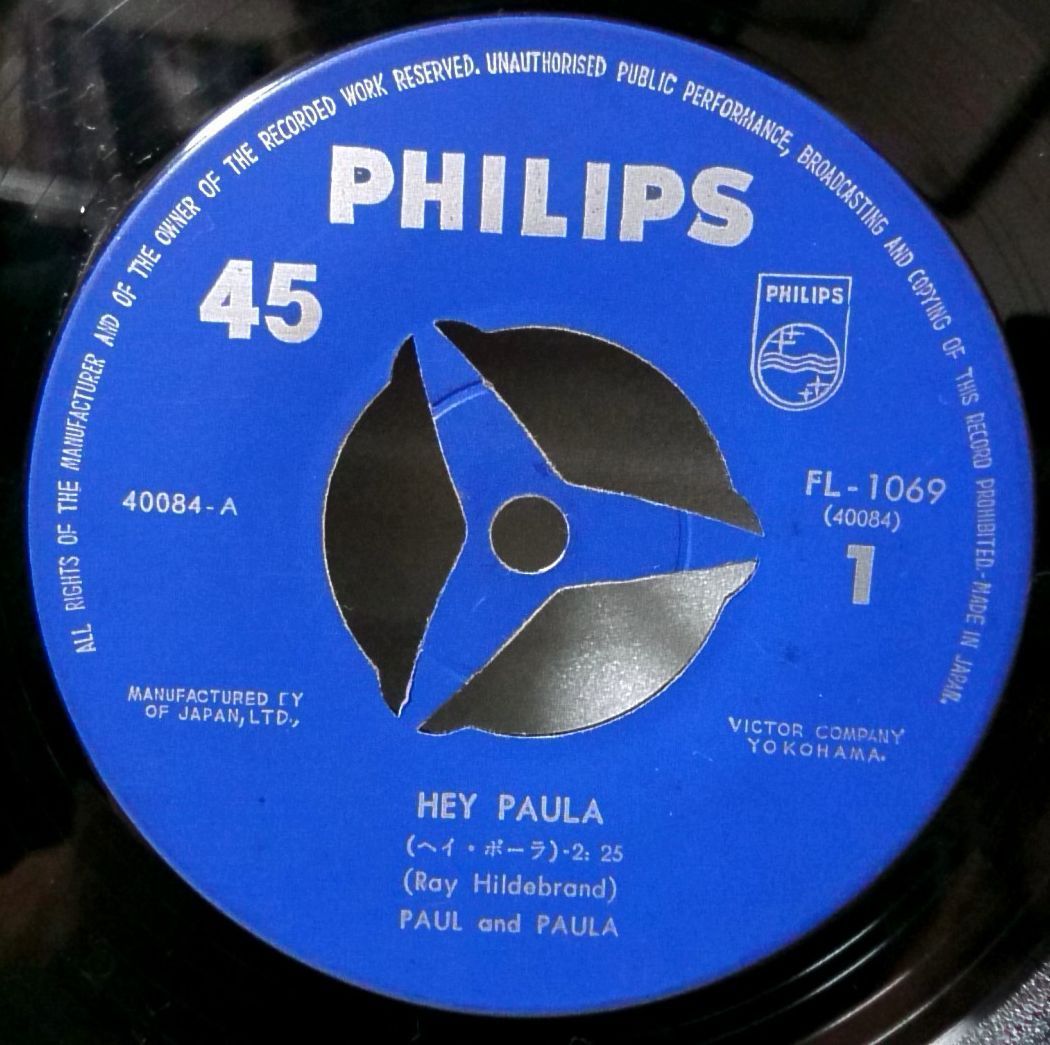 ALL RIGHTS OF THE MANUFACTURER AND OF THE OWNER OF THE RECORDED WORK RESERVED. UNAUTHORISED PUBLIC PERFORMANCE, BROADCASTING AND COPYING OF THIS RECORD PROHIBITED-MADE IN JAPAN.
PHILIPS
45
PHILIPS
40084-A
FL-1069
(40084)
1
MANUFACTURED BY
OF JAPAN, LTD.,
VICTOR COMPANY
YOKOHAMA.
HEY PAULA
(ヘイ・ポーラ)-2: 25
(Ray Hildebrand)
PAUL and PAULA